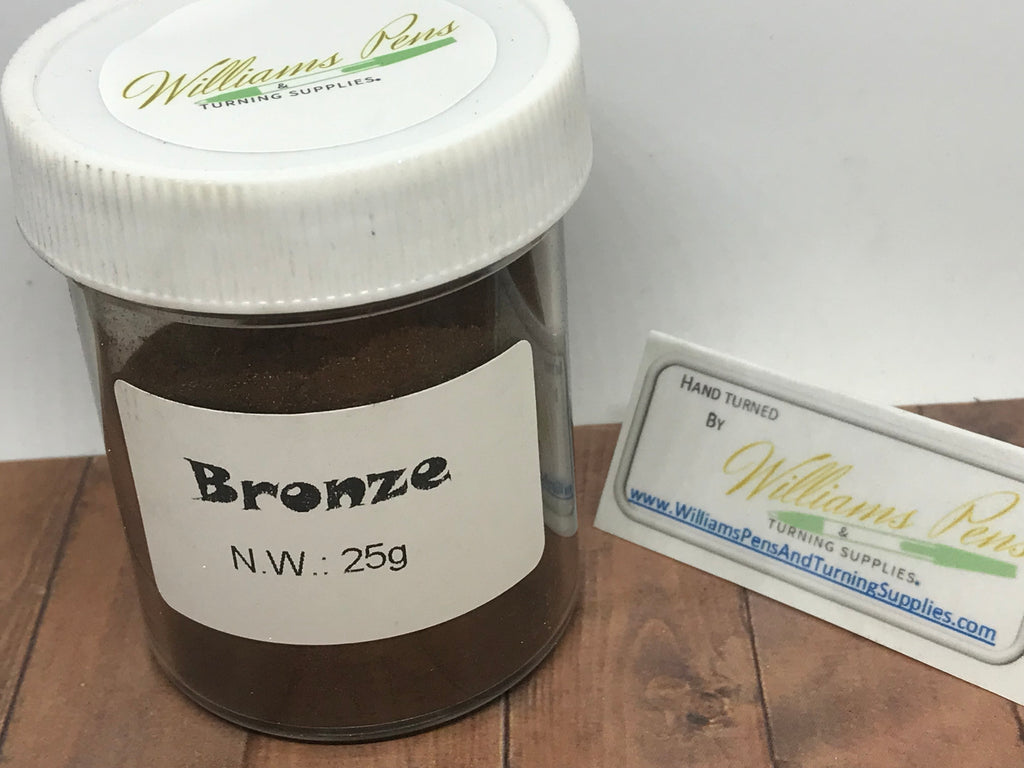 Williams Pens
&
TURNING SUPPLIES.
Bronze
N.W.: 25g
HAND TURNED
BY
Williams Pens
&
TURNING SUPPLIES.
www.WilliamsPensAndTurningSupplies.com